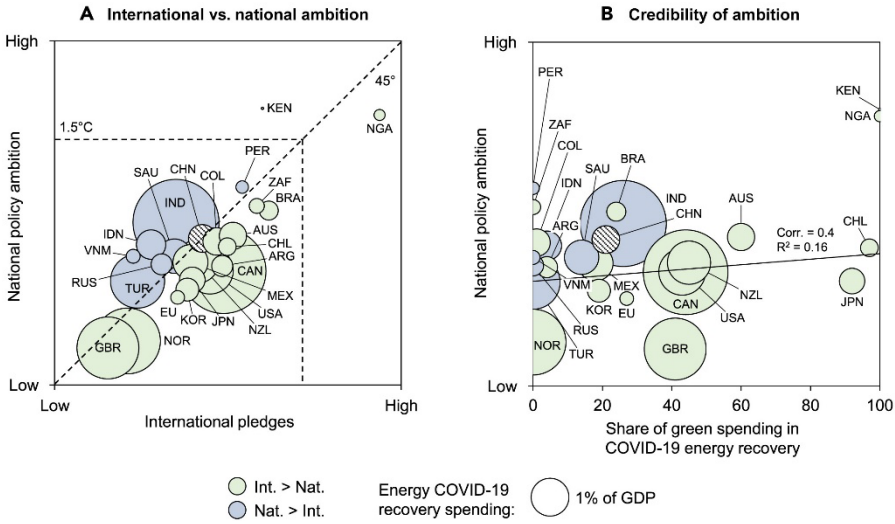 A International vs. national ambition
High
45°
1.5°C
KEN
NGA
PER
CHN
COL
SAU
ZAF
BRA
IND
IDN
AUS
VNM
CHL
ARG
RUS
CAN
TUR
MEX
USA
EU
KOR
JPN
NZL
NOR
GBR
National policy ambition
Low
Low
High
International pledges
B Credibility of ambition
High
PER
KEN
NGA
ZAF
COL
BRA
SAU
IDN
IND
AUS
CHN
ARG
Corr. = 0.4
R² = 0.16
CHL
VNM
MEX
JPN
KOR
EU
CAN
NZL
USA
RUS
TUR
NOR
GBR
National policy ambition
Low
0 20 40 60 80 100
Share of green spending in
COVID-19 energy recovery
Int. > Nat.
Nat. > Int.
Energy COVID-19
recovery spending:
1% of GDP